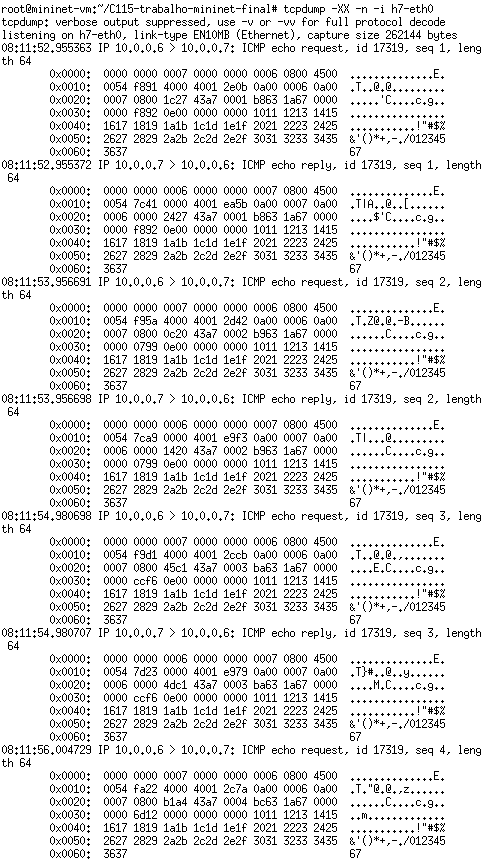 root@mininet-vm:~/C115-trabalho-mininet-final# tcpdump -XX -n -i h7-eth0
tcpdump: verbose output suppressed, use -v or -vv for full protocol decode
listening on h7-eth0, link-type EN10MB (Ethernet), capture size 262144 bytes
08:11:52.955363 IP 10.0.0.6 > 10.0.0.7: ICMP echo request, id 17319, seq 1, leng
th 64
0x0000:  0000 0000 0007 0000 0000 0006 0800 4500  ..............E.
0x0010:  0054 f891 4000 4001 2e0b 0a00 0006 0a00  .T..@.@.........
0x0020:  0007 0800 1c27 43a7 0001 b863 1a67 0000  .....'C....c.g..
0x0030:  0000 f892 0e00 0000 0000 1011 1213 1415  ................
0x0040:  1617 1819 1a1b 1c1d 1e1f 2021 2223 2425  ...........!"#$%
0x0050:  2627 2829 2a2b 2c2d 2e2f 3031 3233 3435  &'()*+,-./012345
0x0060:  3637                                     67
08:11:52.955372 IP 10.0.0.7 > 10.0.0.6: ICMP echo reply, id 17319, seq 1, length
 64
0x0000:  0000 0000 0006 0000 0000 0007 0800 4500  ..............E.
0x0010:  0054 7c41 0000 4001 ea5b 0a00 0007 0a00  .T|A..@..[......
0x0020:  0006 0000 2427 43a7 0001 b863 1a67 0000  ....$'C....c.g..
0x0030:  0000 f892 0e00 0000 0000 1011 1213 1415  ................
0x0040:  1617 1819 1a1b 1c1d 1e1f 2021 2223 2425  ...........!"#$%
0x0050:  2627 2829 2a2b 2c2d 2e2f 3031 3233 3435  &'()*+,-./012345
0x0060:  3637                                     67
08:11:53.956691 IP 10.0.0.6 > 10.0.0.7: ICMP echo request, id 17319, seq 2, leng
th 64
0x0000:  0000 0000 0007 0000 0000 0006 0800 4500  ..............E.
0x0010:  0054 f95a 4000 4001 2d42 0a00 0006 0a00  .T.Z@.@.-B......
0x0020:  0007 0800 0c20 43a7 0002 b963 1a67 0000  ......C....c.g..
0x0030:  0000 0799 0e00 0000 0000 1011 1213 1415  ................
0x0040:  1617 1819 1a1b 1c1d 1e1f 2021 2223 2425  ...........!"#$%
0x0050:  2627 2829 2a2b 2c2d 2e2f 3031 3233 3435  &'()*+,-./012345
0x0060:  3637                                     67
08:11:53.956698 IP 10.0.0.7 > 10.0.0.6: ICMP echo reply, id 17319, seq 2, length
 64
0x0000:  0000 0000 0006 0000 0000 0007 0800 4500  ..............E.
0x0010:  0054 7ca9 0000 4001 e9f3 0a00 0007 0a00  .T|...@.........
0x0020:  0006 0000 1420 43a7 0002 b963 1a67 0000  ......C....c.g..
0x0030:  0000 0799 0e00 0000 0000 1011 1213 1415  ................
0x0040:  1617 1819 1a1b 1c1d 1e1f 2021 2223 2425  ...........!"#$%
0x0050:  2627 2829 2a2b 2c2d 2e2f 3031 3233 3435  &'()*+,-./012345
0x0060:  3637                                     67
08:11:54.980698 IP 10.0.0.6 > 10.0.0.7: ICMP echo request, id 17319, seq 3, leng
th 64
0x0000:  0000 0000 0007 0000 0000 0006 0800 4500  ..............E.
0x0010:  0054 f9d1 4000 4001 2ccb 0a00 0006 0a00  .T..@.@.,.......
0x0020:  0007 0800 45c1 43a7 0003 ba63 1a67 0000  ....E.C....c.g..
0x0030:  0000 ccf6 0e00 0000 0000 1011 1213 1415  ................
0x0040:  1617 1819 1a1b 1c1d 1e1f 2021 2223 2425  ...........!"#$%
0x0050:  2627 2829 2a2b 2c2d 2e2f 3031 3233 3435  &'()*+,-./012345
0x0060:  3637                                     67
08:11:54.980707 IP 10.0.0.7 > 10.0.0.6: ICMP echo reply, id 17319, seq 3, length
 64
0x0000:  0000 0000 0006 0000 0000 0007 0800 4500  ..............E.
0x0010:  0054 7d23 0000 4001 e979 0a00 0007 0a00  .T}#..@..y......
0x0020:  0006 0000 4dc1 43a7 0003 ba63 1a67 0000  ....M.C....c.g..
0x0030:  0000 ccf6 0e00 0000 0000 1011 1213 1415  ................
0x0040:  1617 1819 1a1b 1c1d 1e1f 2021 2223 2425  ...........!"#$%
0x0050:  2627 2829 2a2b 2c2d 2e2f 3031 3233 3435  &'()*+,-./012345
0x0060:  3637                                     67
08:11:56.004729 IP 10.0.0.6 > 10.0.0.7: ICMP echo request, id 17319, seq 4, leng
th 64
0x0000:  0000 0000 0007 0000 0000 0006 0800 4500  ..............E.
0x0010:  0054 fa22 4000 4001 2c7a 0a00 0006 0a00  .T."@.@.,z......
0x0020:  0007 0800 b1a4 43a7 0004 bc63 1a67 0000  ......C....c.g..
0x0030:  0000 6d12 0000 0000 0000 1011 1213 1415  ..m.............
0x0040:  1617 1819 1a1b 1c1d 1e1f 2021 2223 2425  ...........!"#$%
0x0050:  2627 2829 2a2b 2c2d 2e2f 3031 3233 3435  &'()*+,-./012345
0x0060:  3637                                     67